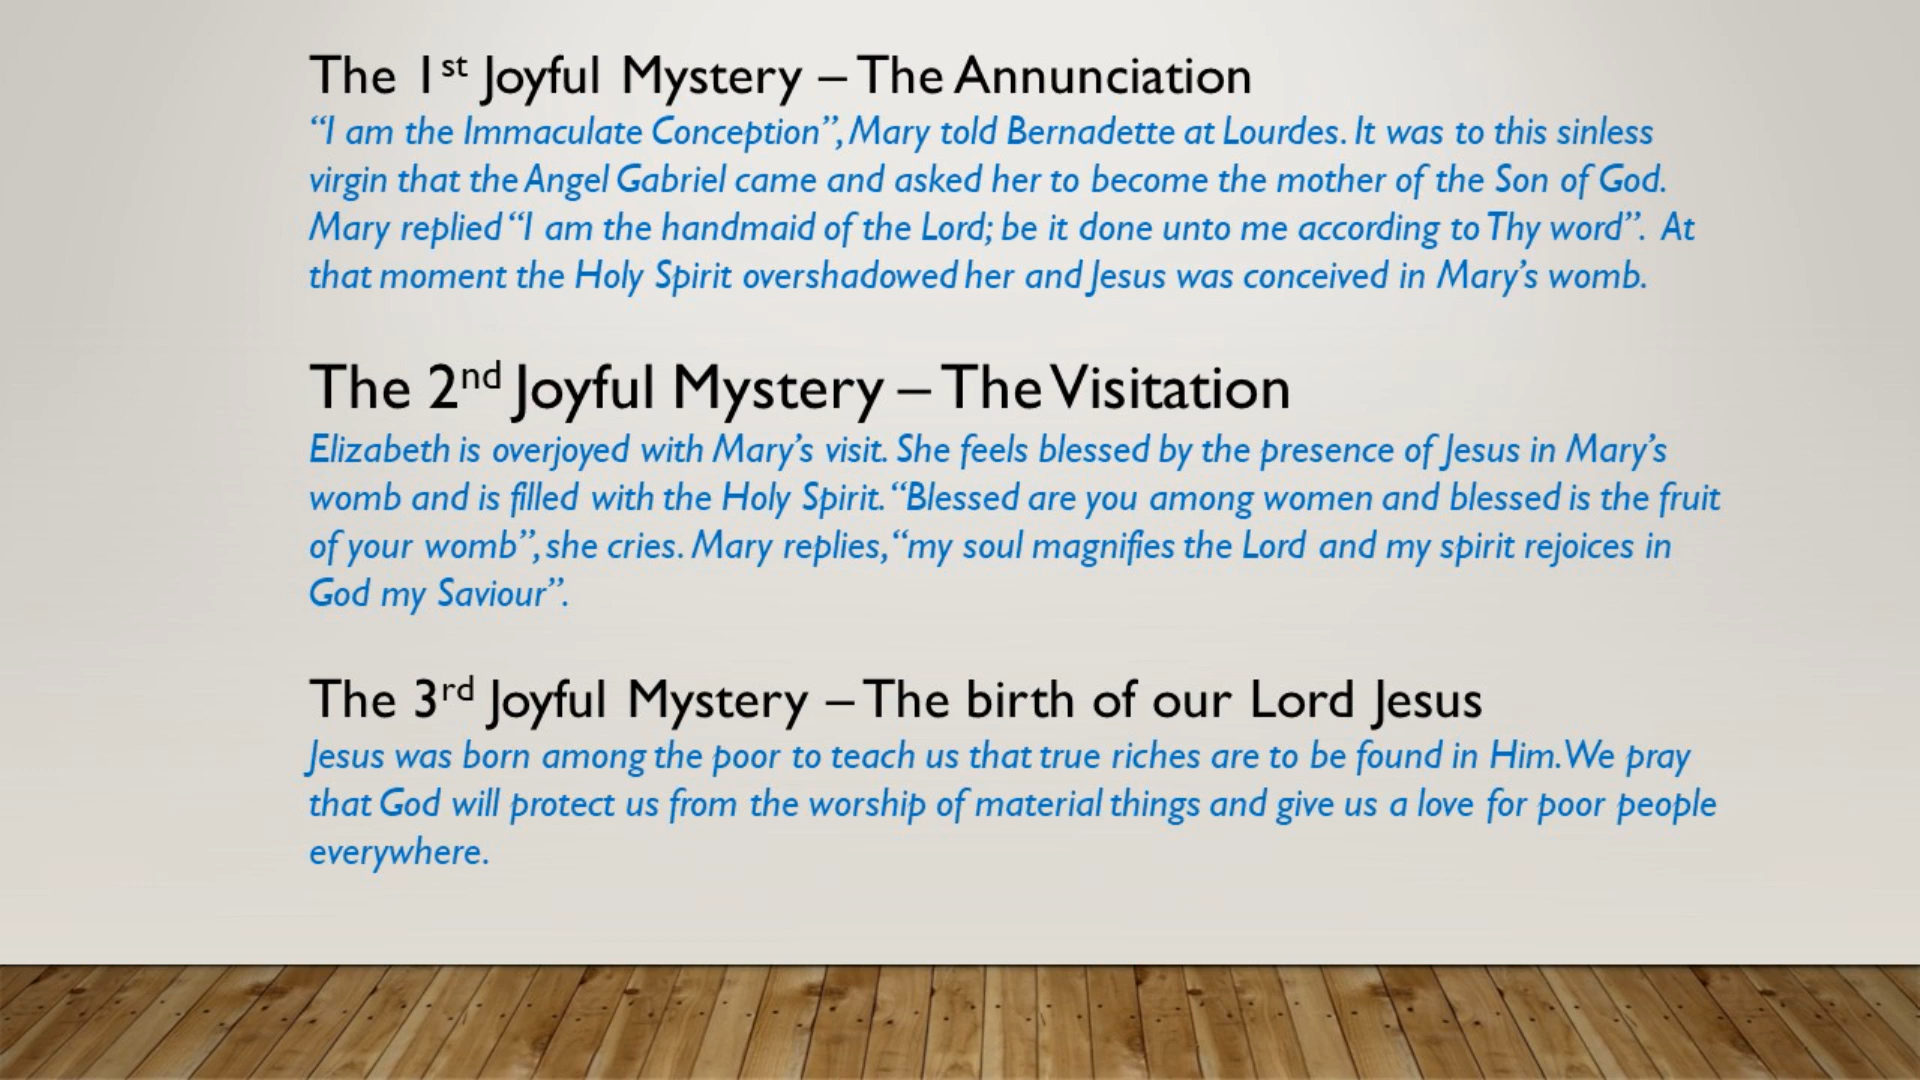 The 1st Joyful Mystery – The Annunciation
“I am the Immaculate Conception”, Mary told Bernadette at Lourdes. It was to this sinless
virgin that the Angel Gabriel came and asked her to become the mother of the Son of God.
Mary replied “I am the handmaid of the Lord; be it done unto me according to Thy word”. At
that moment the Holy Spirit overshadowed her and Jesus was conceived in Mary’s womb.
The 2nd Joyful Mystery – The Visitation
Elizabeth is overjoyed with Mary’s visit. She feels blessed by the presence of Jesus in Mary’s
womb and is filled with the Holy Spirit. “Blessed are you among women and blessed is the fruit
of your womb”, she cries. Mary replies, “my soul magnifies the Lord and my spirit rejoices in
God my Saviour”.
The 3rd Joyful Mystery – The birth of our Lord Jesus
Jesus was born among the poor to teach us that true riches are to be found in Him. We pray
that God will protect us from the worship of material things and give us a love for poor people
everywhere.